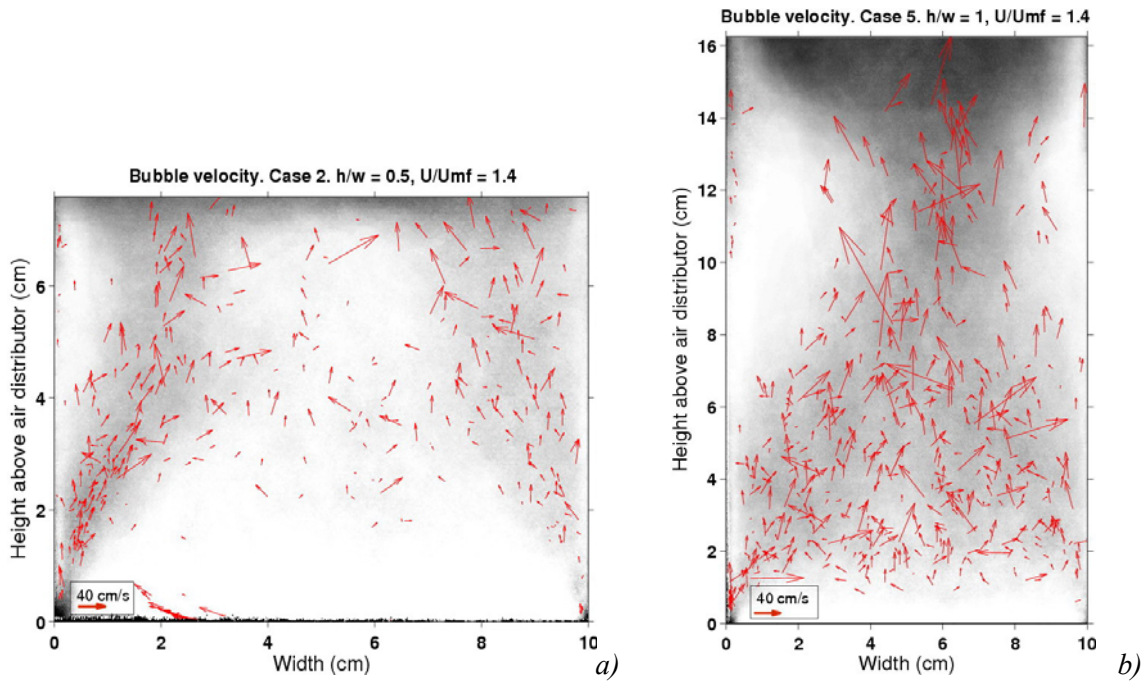 Bubble velocity. Case 2. h/w = 0.5, U/Umf = 1.4
Height above air distributor (cm)
6
4
2
0
40 cm/s
0 2 4 6 8 10
Width (cm)
a)
Bubble velocity. Case 5. h/w = 1, U/Umf = 1.4
Height above air distributor (cm)
16
14
12
10
8
6
4
2
0
40 cm/s
0 2 4 6 8 10
Width (cm)
b)